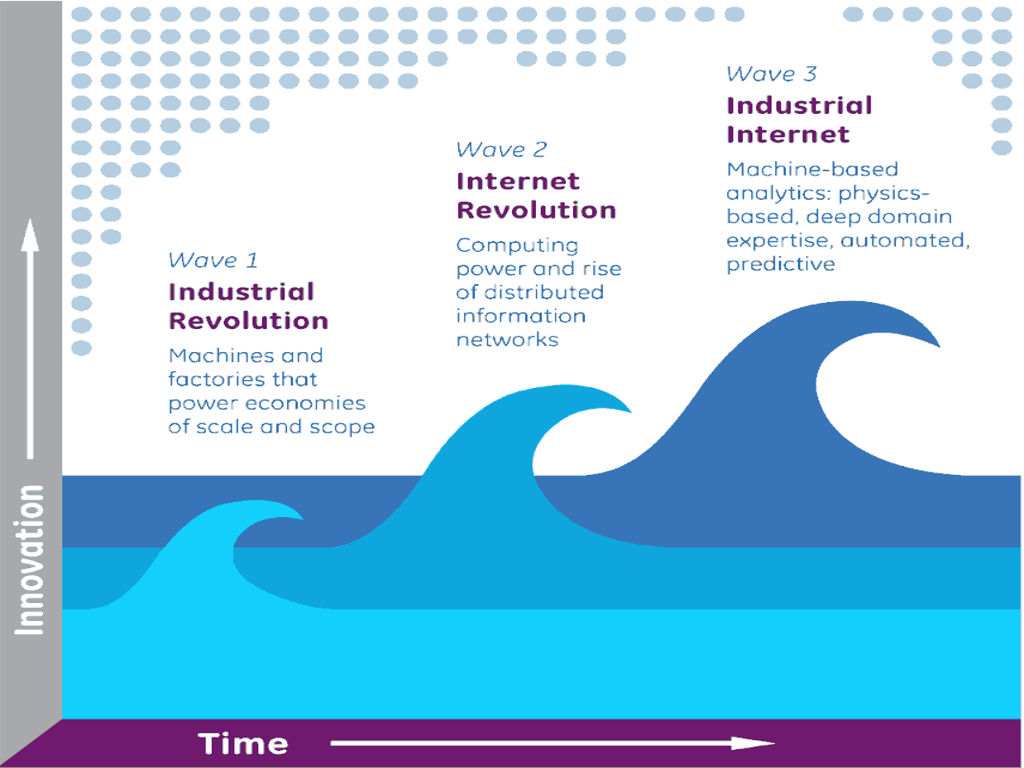 Wave 1
Industrial
Revolution
Machines and
factories that
power economies
of scale and scope
Wave 2
Internet
Revolution
Computing
power and rise
of distributed
information
networks
Wave 3
Industrial
Internet
Machine-based
analytics: physics-
based, deep domain
expertise, automated,
predictive
Innovation
Time